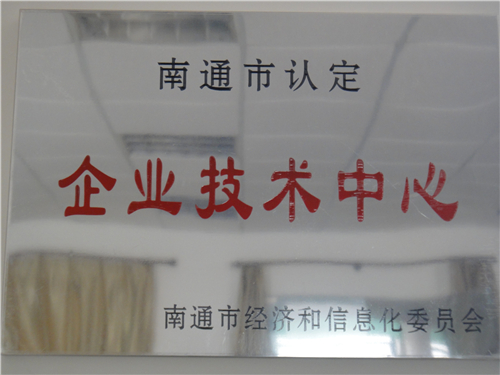 南通市认定
企业技术中心
南通市经济和信息化委员会